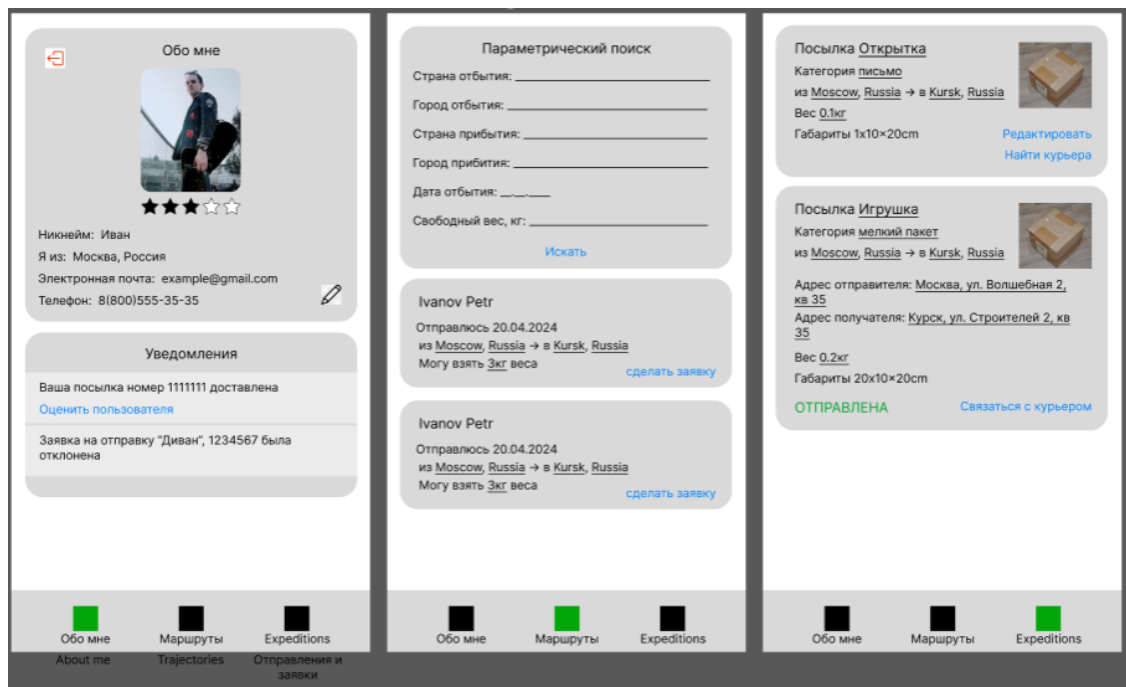 Обо мне
Никнейм: Иван
Я из: Москва, Россия
Электронная почта: example@gmail.com
Телефон: 8(800)555-35-35
Уведомления
Ваша посылка номер 1111111 доставлена
Оценить пользователя
Заявка на отправку "Диван", 1234567 была
отклонена
Обо мне Маршруты Expeditions
About me Trajectories Отправления и
заявки
Параметрический поиск
Страна отбытия:
Город отбытия:
Страна прибытия:
Город прибития:
Дата отбытия: __.__.____
Свободный вес, кг:
Искать
Ivanov Petr
Отправлюсь 20.04.2024
из Moscow, Russia → в Kursk, Russia
Могу взять 3кг веса
сделать заявку
Ivanov Petr
Отправлюсь 20.04.2024
из Moscow, Russia → в Kursk, Russia
Могу взять 3кг веса
сделать заявку
Обо мне Маршруты Expeditions
Посылка Открытка
Категория письмо
из Moscow, Russia → в Kursk, Russia
Вес 0.1кг
Габариты 1x10×20cm
Редактировать
Найти курьера
Посылка Игрушка
Категория мелкий пакет
из Moscow, Russia → в Kursk, Russia
Адрес отправителя: Москва, ул. Волшебная 2,
кв 35
Адрес получателя: Курск, ул. Строителей 2, кв
35
Вес 0.2кг
Габариты 20x10×20cm
ОТПРАВЛЕНА Связаться с курьером
Обо мне Маршруты Expeditions